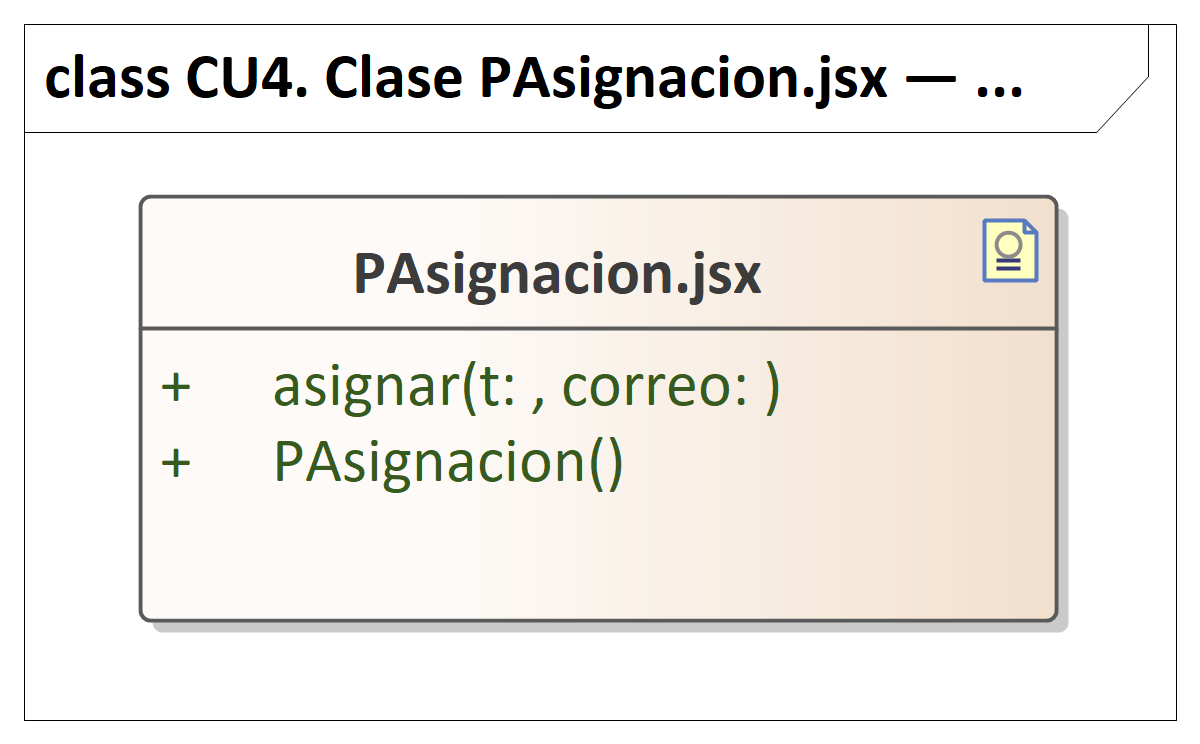 class CU4. Clase PAsignacion.jsx — ...
PAsignacion.jsx
+ asignar(t: , correo: )
+ PAsignacion()